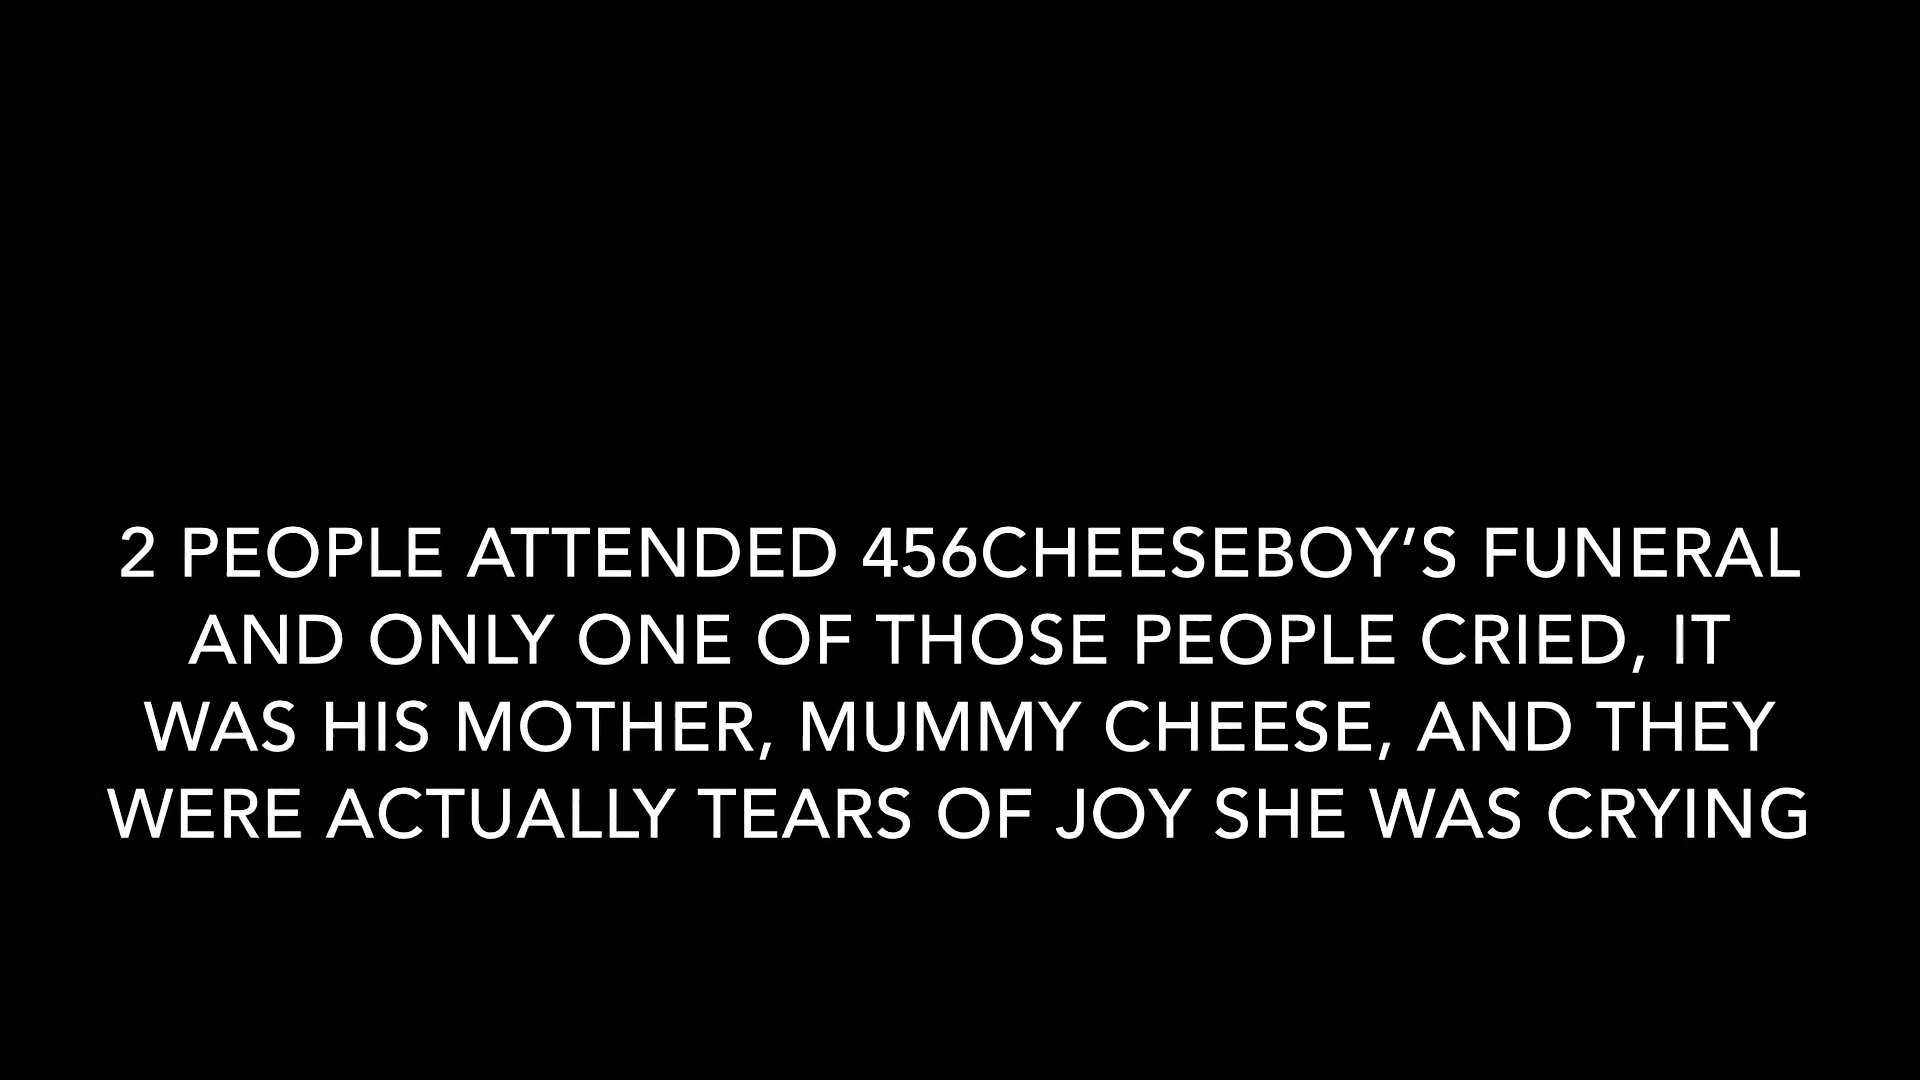 2 PEOPLE ATTENDED 456CHEESEBOY’S FUNERAL
AND ONLY ONE OF THOSE PEOPLE CRIED, IT
WAS HIS MOTHER, MUMMY CHEESE, AND THEY
WERE ACTUALLY TEARS OF JOY SHE WAS CRYING